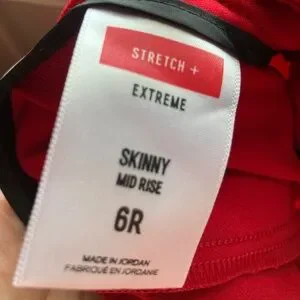 STRETCH +
EXTREME
SKINNY
MID RISE
6R
MADE IN JORDAN
FABRIQUÉ EN JORDANIE